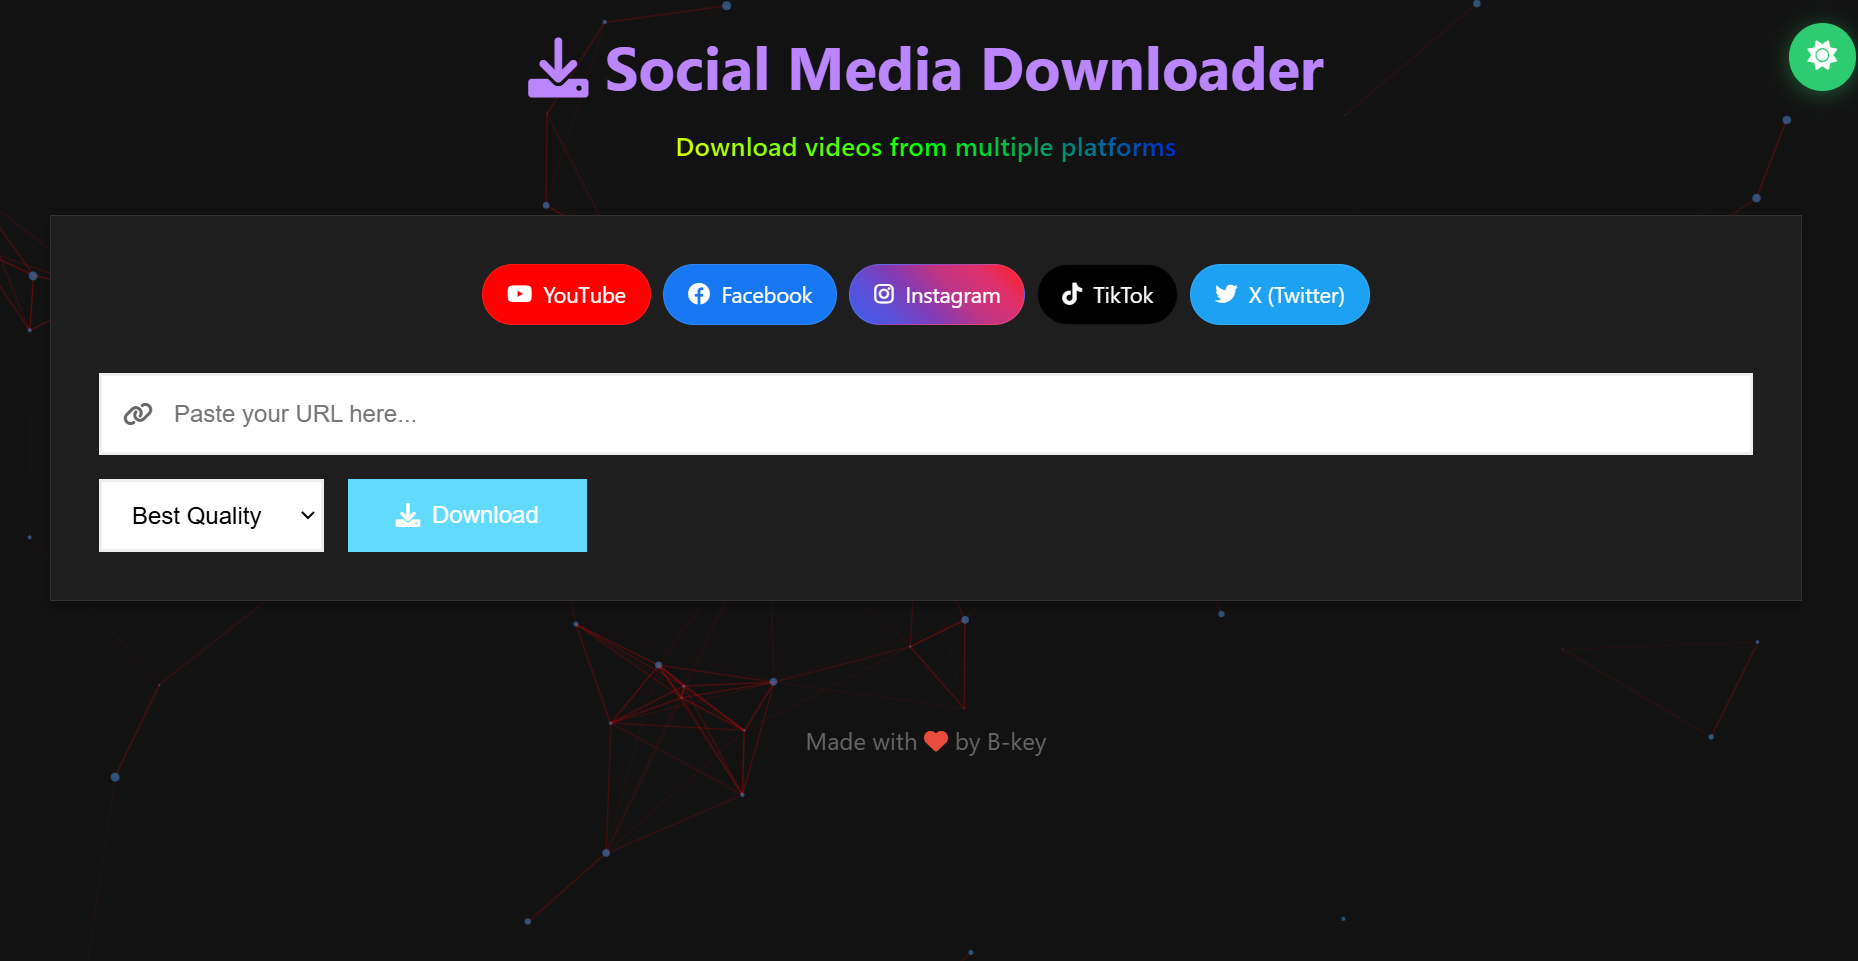 Social Media Downloader
Download videos from multiple platforms
YouTube
Facebook
Instagram
TikTok
X (Twitter)
Paste your URL here...
Best Quality
Download
Made with by B-key